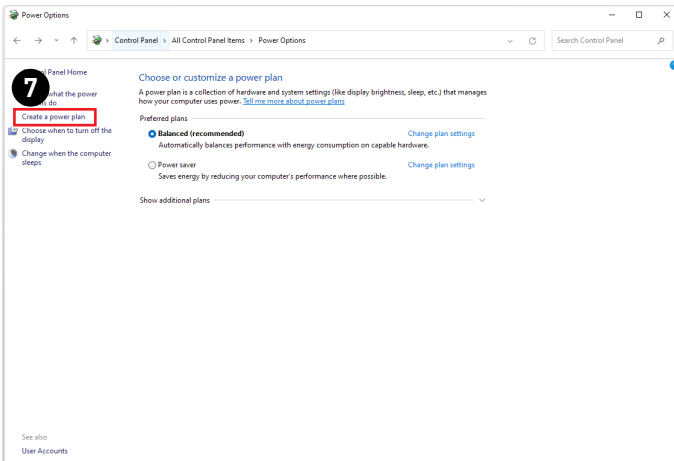 Power Options
Control Panel > All Control Panel Items > Power Options
Search Control Panel
7
Panel Home
what the power
do
Create a power plan
Choose when to turn off the
display
Change when the computer
sleeps
Choose or customize a power plan
A power plan is a collection of hardware and system settings (like display brightness, sleep, etc.) that manages
how your computer uses power. Tell me more about power plans
Preferred plans
Balanced (recommended)
Change plan settings
Automatically balances performance with energy consumption on capable hardware.
Power saver
Change plan settings
Saves energy by reducing your computer's performance where possible.
Show additional plans
See also
User Accounts